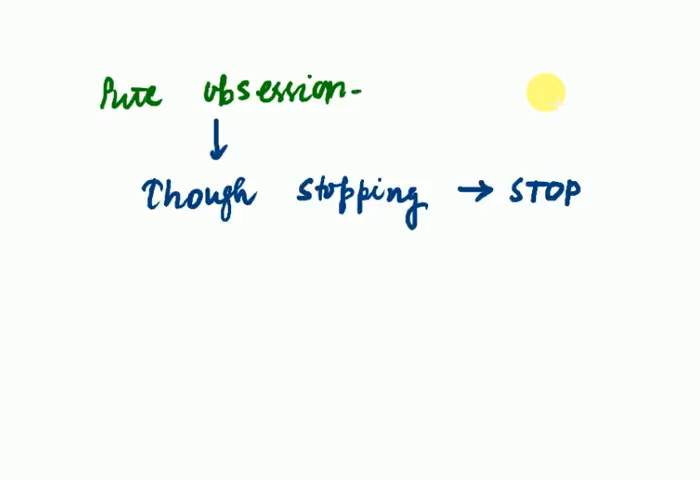 Pure obsession-
↓
Though stopping → STOP